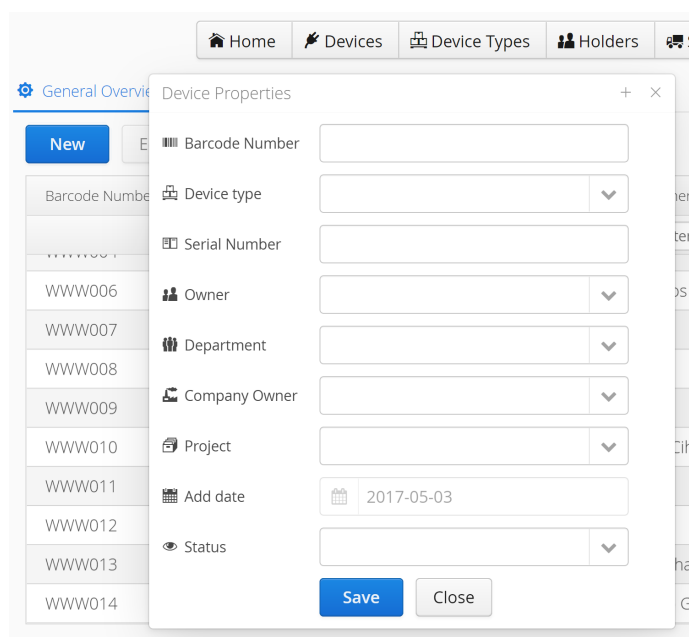 Home Devices Device Types Holders
General Overvie
Device Properties
New
Barcode Number
Barcode Numbe
Device type
Serial Number
WWW006
Owner
WWW007
Department
WWW008
Company Owner
WWW009
WWW010
Project
WWW011
Add date 2017-05-03
WWW012
Status
WWW013
WWW014
Save Close